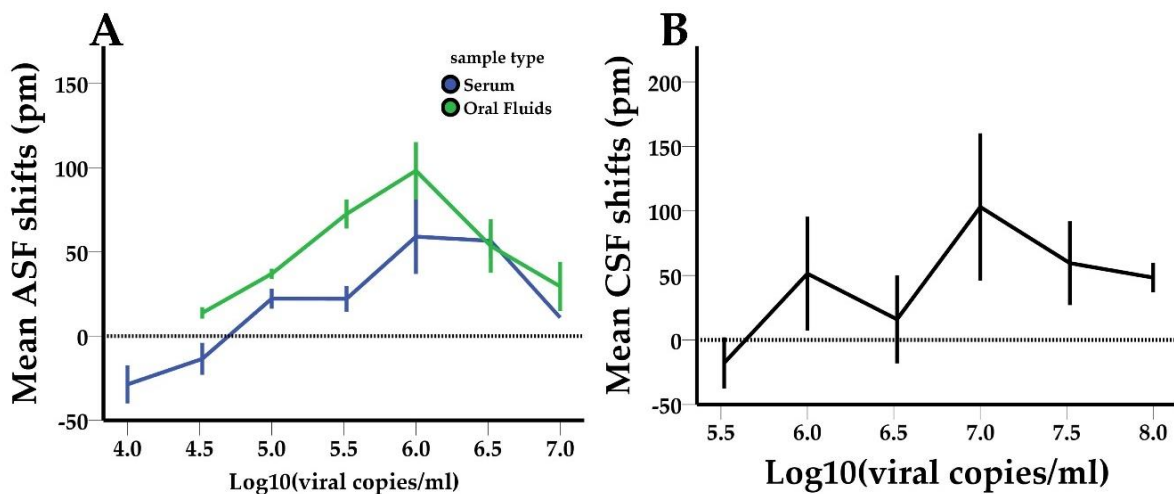 A
Mean ASF shifts (pm)
150
100
50
0
-50
sample type
Serum
Oral Fluids
4.0 4.5 5.0 5.5 6.0 6.5 7.0
Log10(viral copies/ml)
B
Mean CSF shifts (pm)
200
150
100
50
0
-50
5.5 6.0 6.5 7.0 7.5 8.0
Log10(viral copies/ml)